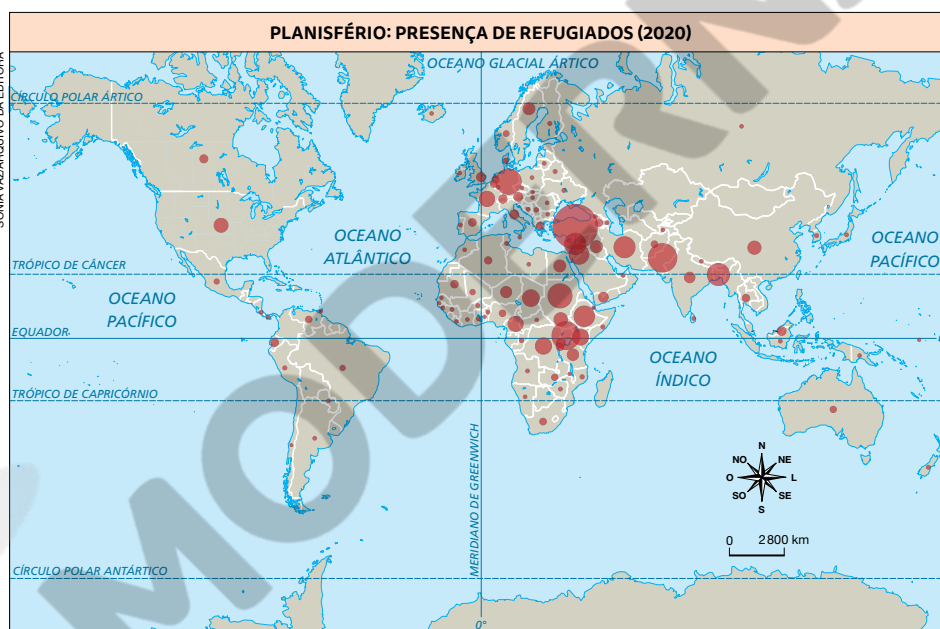 PLANISFÉRIO: PRESENÇA DE REFUGIADOS (2020)
OCEANO GLACIAL ÁRTICO
CÍRCULO POLAR ÁRTICO
OCEANO
ATLÂNTICO
OCEANO
PACÍFICO
TRÓPICO DE CÂNCER
OCEANO
PACÍFICO
EQUADOR
OCEANO
ÍNDICO
TRÓPICO DE CAPRICÓRNIO
MERIDIANO DE GREENWICH
N
NO
NE
O
L
SO
SE
S
0 2800 km
CÍRCULO POLAR ANTÁRTICO
0°